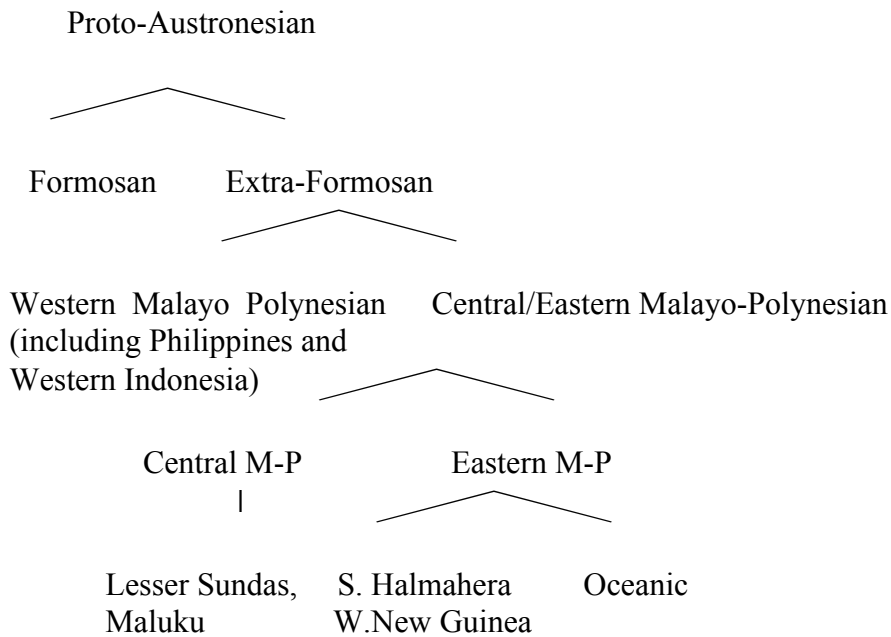 Proto-Austronesian
Formosan Extra-Formosan
Western Malayo Polynesian Central/Eastern Malayo-Polynesian
(including Philippines and
Western Indonesia)
Central M-P Eastern M-P
Lesser Sundas, S. Halmahera Oceanic
Maluku W.New Guinea